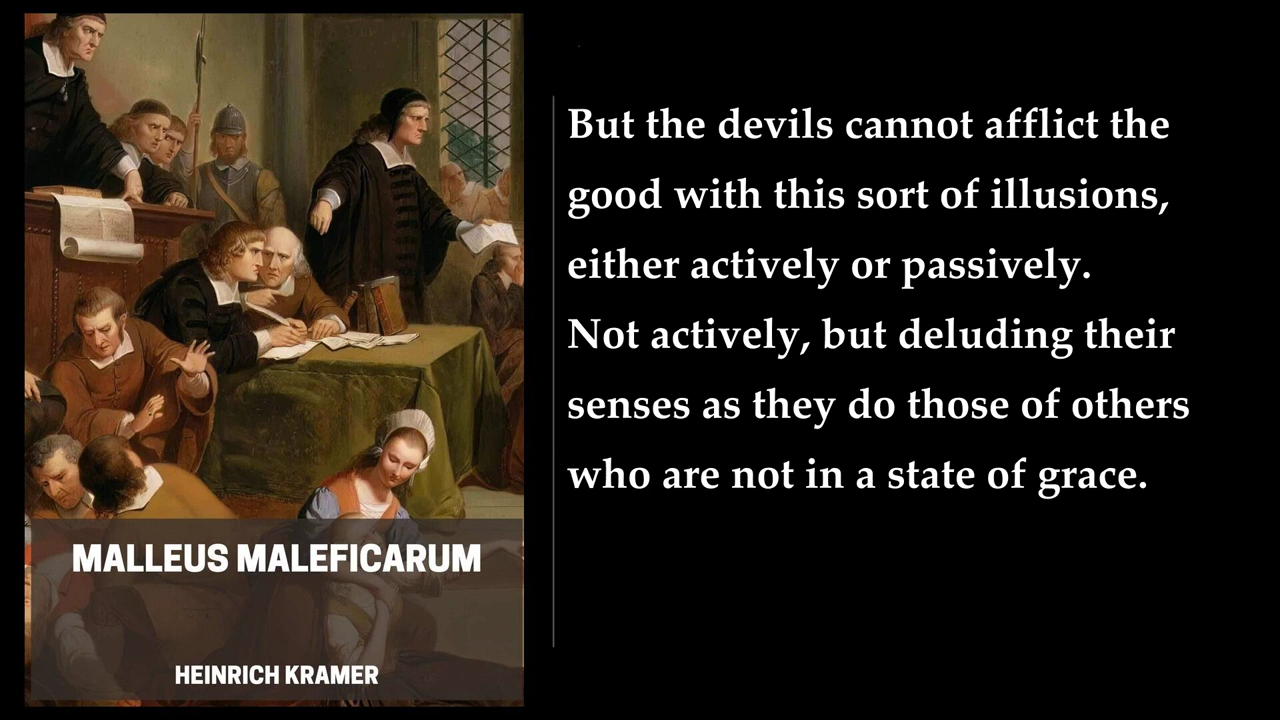 MALLEUS MALEFICARUM
HEINRICH KRAMER
But the devils cannot afflict the
good with this sort of illusions,
either actively or passively.
Not actively, but deluding their
senses as they do those of others
who are not in a state of grace.